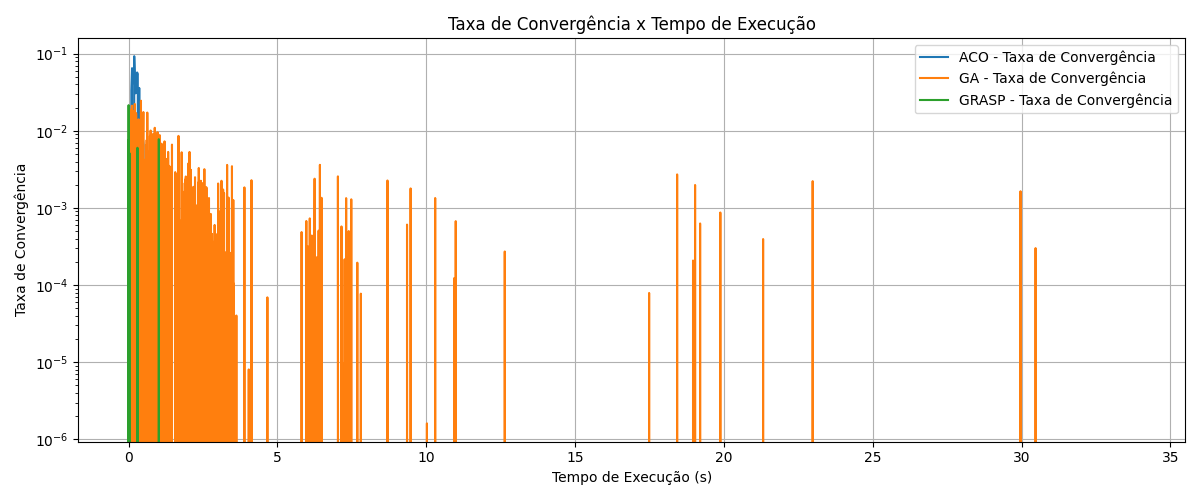 Taxa de Convergência x Tempo de Execução
ACO - Taxa de Convergência
GA - Taxa de Convergência
GRASP - Taxa de Convergência
Taxa de Convergência
10⁻¹
10⁻²
10⁻³
10⁻⁴
10⁻⁵
10⁻⁶
0 5 10 15 20 25 30 35
Tempo de Execução (s)